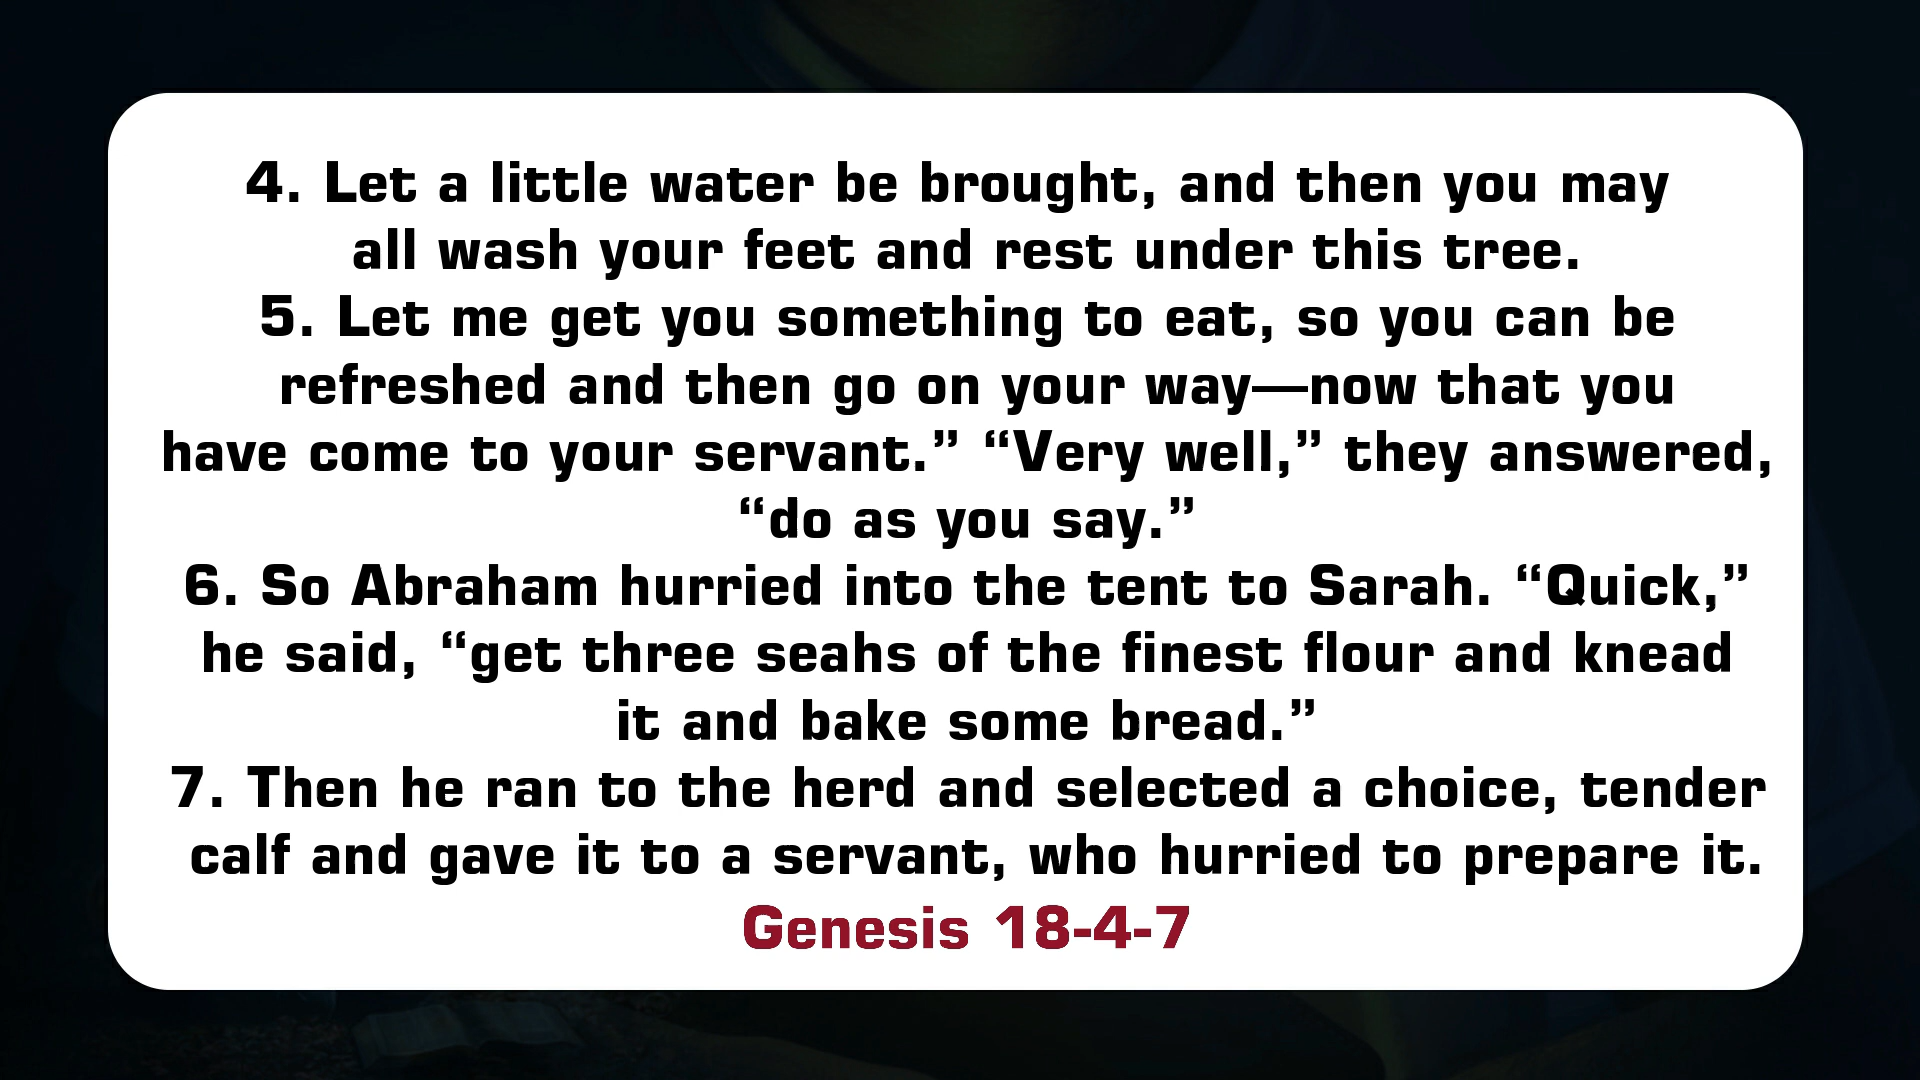 4. Let a little water be brought, and then you may
all wash your feet and rest under this tree.
5. Let me get you something to eat, so you can be
refreshed and then go on your way—now that you
have come to your servant.” “Very well,” they answered,
“do as you say.”
6. So Abraham hurried into the tent to Sarah. “Quick,”
he said, “get three seahs of the finest flour and knead
it and bake some bread.”
7. Then he ran to the herd and selected a choice, tender
calf and gave it to a servant, who hurried to prepare it.
Genesis 18-4-7